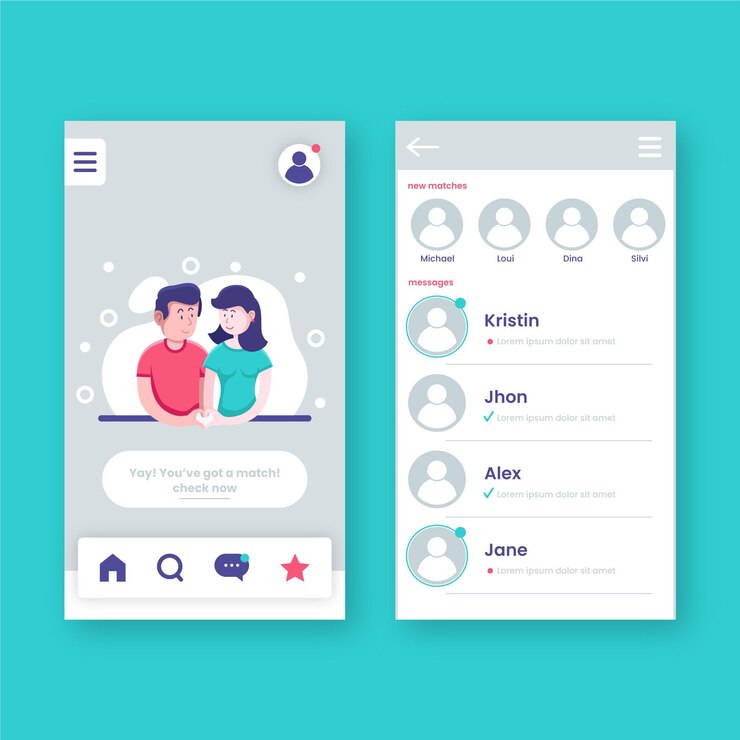 Yay! You've got a match!
check now
new matches
Michael
Loui
Dina
Silvi
messages
Kristin
Lorem ipsum dolor sit amet
Jhon
Lorem ipsum dolor sit amet
Alex
Lorem ipsum dolor sit amet
Jane
Lorem ipsum dolor sit amet